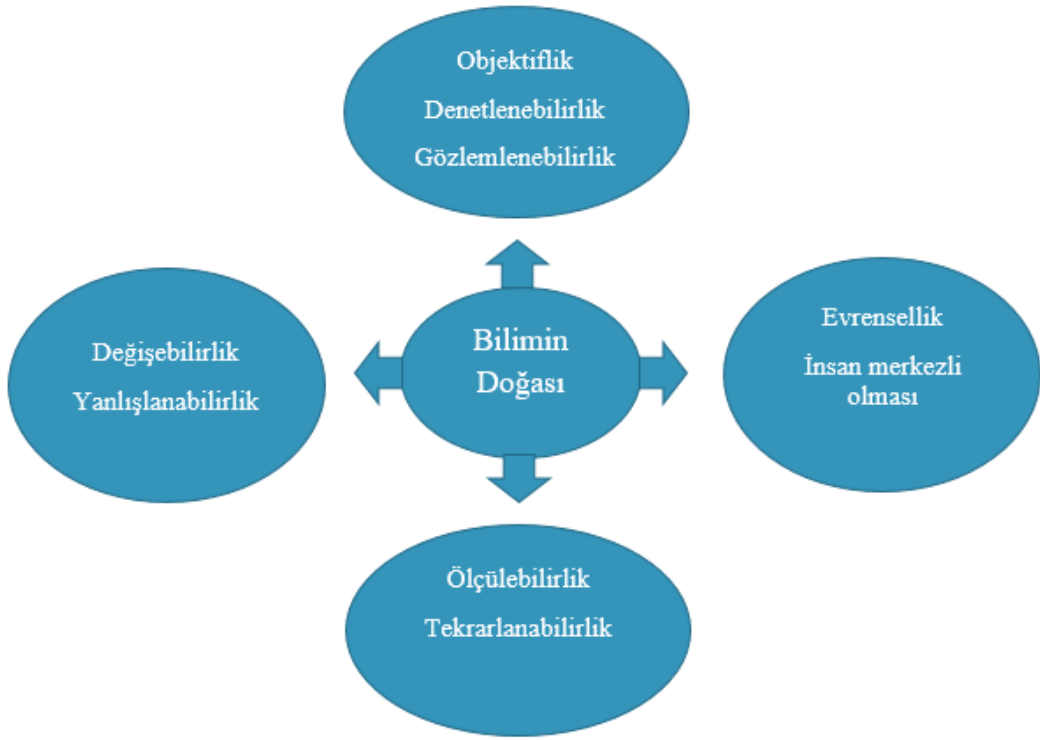 Objektiflik
Denetlenebilirlik
Gözlemlenebilirlik
Değişebilirlik
Yanlışlanabilirlik
Bilimin
Doğası
Evrensellik
İnsan merkezli
olması
Ölçülebilirlik
Tekrarlanabilirlik